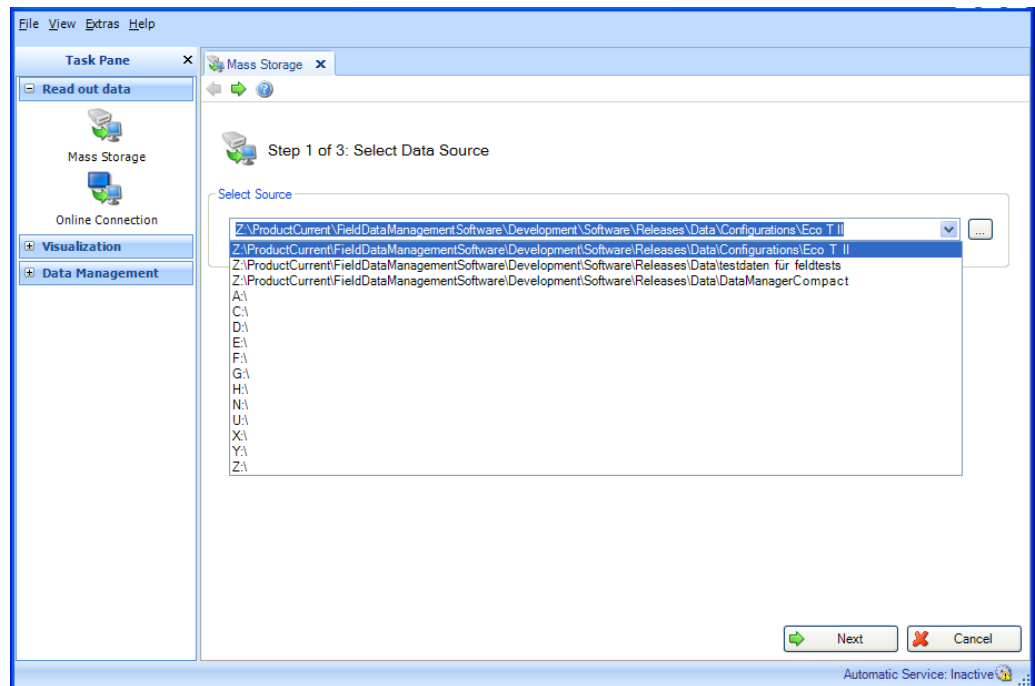 File View Extras Help
Task Pane
Mass Storage
Read out data
Mass Storage
Online Connection
Visualization
Data Management
Step 1 of 3: Select Data Source
Select Source
Z:\ProductCurrent\FieldDataManagementSoftware\Development\Software\Releases\Data\Configurations\Eco T II
...
Z:\ProductCurrent\FieldDataManagementSoftware\Development\Software\Releases\Data\Configurations\Eco T II
Z:\ProductCurrent\FieldDataManagementSoftware\Development\Software\Releases\Data\testdaten für feldtests
Z:\ProductCurrent\FieldDataManagementSoftware\Development\Software\Releases\Data\DataManagerCompact
A:\
C:\
D:\
E:\
F:\
G:\
H:\
N:\
U:\
X:\
Y:\
Z:\
Next
Cancel
Automatic Service: Inactive